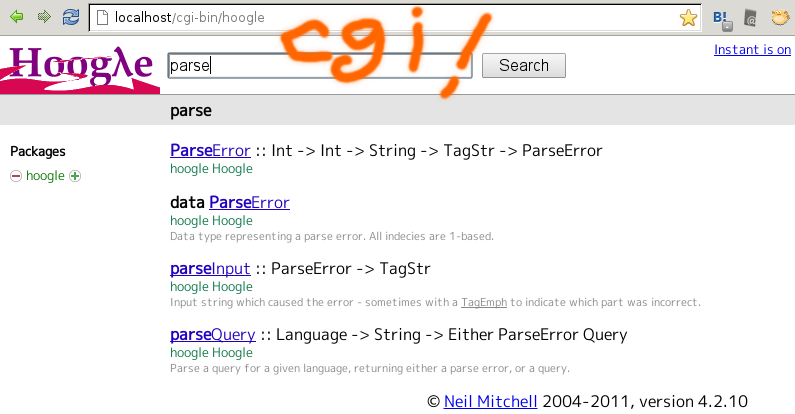 localhost/cgi-bin/hoogle
B!
cgi!
Hoogλe
parse
Search
Instant is on
parse
Packages
hoogle
ParseError :: Int -> Int -> String -> TagStr -> ParseError
hoogle Hoogle
data ParseError
hoogle Hoogle
Data type representing a parse error. All indecies are 1-based.
parseInput :: ParseError -> TagStr
hoogle Hoogle
Input string which caused the error - sometimes with a TagEmph to indicate which part was incorrect.
parseQuery :: Language -> String -> Either ParseError Query
hoogle Hoogle
Parse a query for a given language, returning either a parse error, or a query.
© Neil Mitchell 2004-2011, version 4.2.10